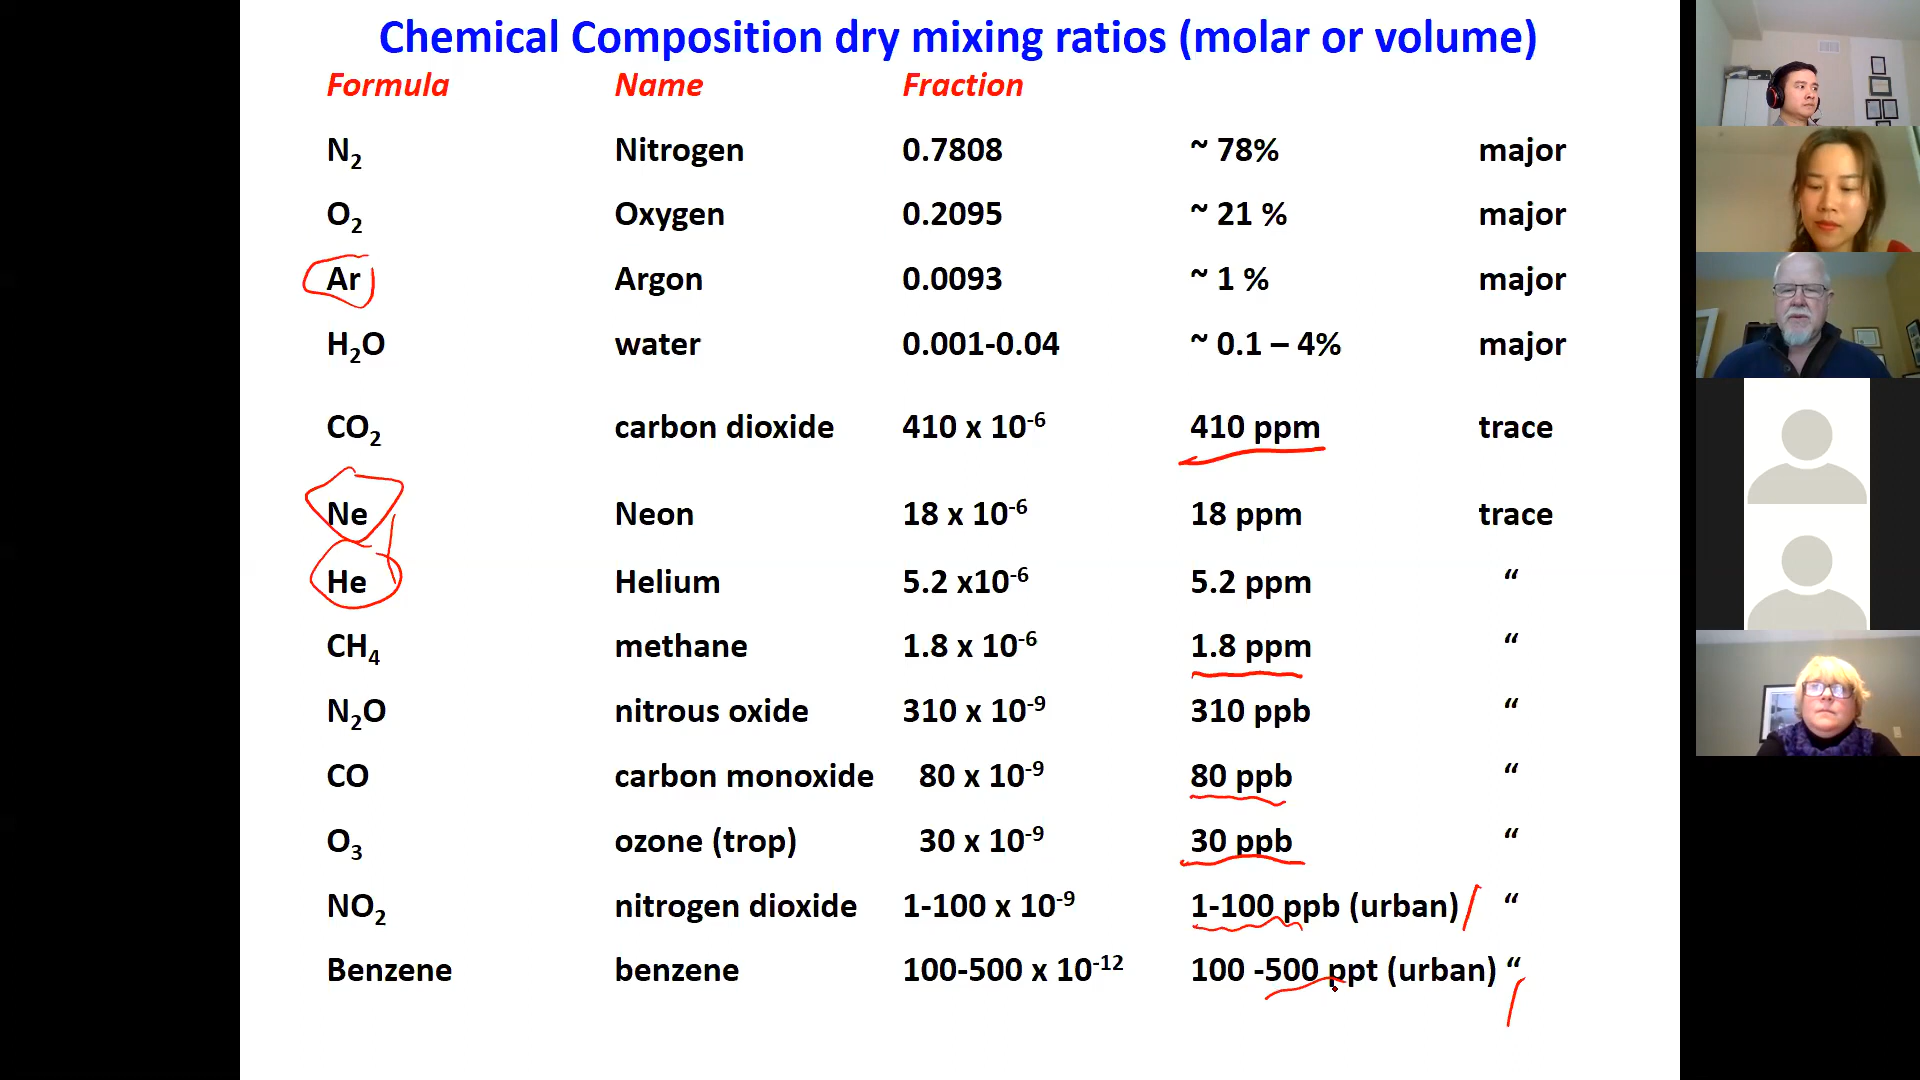 Chemical Composition dry mixing ratios (molar or volume)
Formula Name Fraction
N₂ Nitrogen 0.7808 ~ 78% major
O₂ Oxygen 0.2095 ~ 21 % major
Ar Argon 0.0093 ~ 1 % major
H₂O water 0.001-0.04 ~ 0.1 – 4% major
CO₂ carbon dioxide 410 x 10⁻⁶ 410 ppm trace
Ne Neon 18 x 10⁻⁶ 18 ppm trace
He Helium 5.2 x10⁻⁶ 5.2 ppm “
CH₄ methane 1.8 x 10⁻⁶ 1.8 ppm “
N₂O nitrous oxide 310 x 10⁻⁹ 310 ppb “
CO carbon monoxide 80 x 10⁻⁹ 80 ppb “
O₃ ozone (trop) 30 x 10⁻⁹ 30 ppb “
NO₂ nitrogen dioxide 1-100 x 10⁻⁹ 1-100 ppb (urban) “
Benzene benzene 100-500 x 10⁻¹² 100 -500 ppt (urban) “